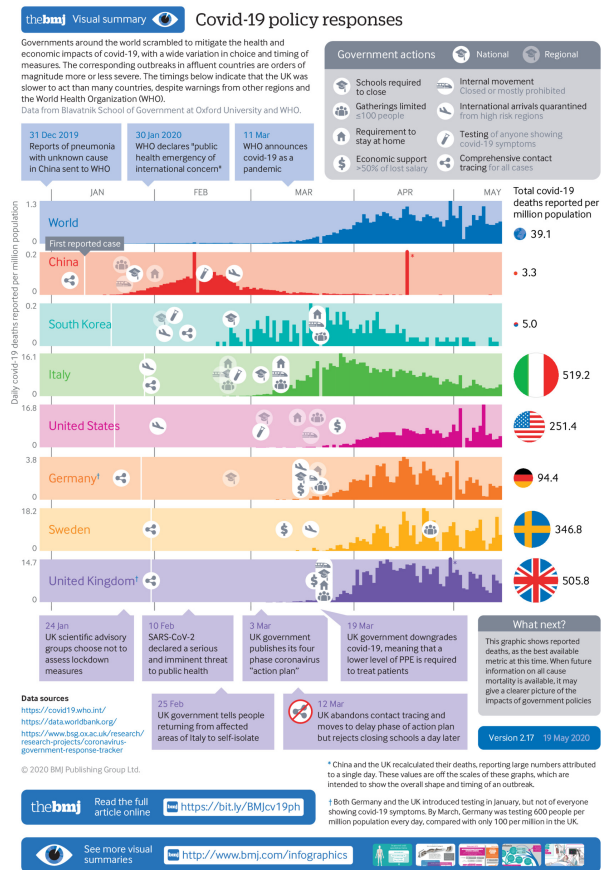 thebmj Visual summary
Covid-19 policy responses
Governments around the world scrambled to mitigate the health and
economic impacts of covid-19, with a wide variation in choice and timing of
measures. The corresponding outbreaks in affluent countries are orders of
magnitude more or less severe. The timings below indicate that the UK was
slower to act than many countries, despite warnings from other regions and
the World Health Organization (WHO).
Data from Blavatnik School of Government at Oxford University and WHO.
Government actions
National
Regional
Schools required
to close
Gatherings limited
≤100 people
Requirement to
stay at home
Economic support
>50% of lost salary
Internal movement
Closed or mostly prohibited
International arrivals quarantined
from high risk regions
Testing of anyone showing
covid-19 symptoms
Comprehensive contact
tracing for all cases
31 Dec 2019
Reports of pneumonia
with unknown cause
in China sent to WHO
30 Jan 2020
WHO declares "public
health emergency of
international concern"
11 Mar
WHO announces
covid-19 as a
pandemic
JAN
FEB
MAR
APR
MAY
Total covid-19
deaths reported per
million population
Daily covid-19 deaths reported per million population
1.3
World
0
39.1
First reported case
0.2
China
0
*
3.3
0.2
South Korea
0
5.0
16.1
Italy
0
519.2
16.8
United States
0
251.4
3.8
Germany†
0
94.4
18.2
Sweden
0
346.8
14.7
United Kingdom†
0
*
505.8
24 Jan
UK scientific advisory
groups choose not to
assess lockdown
measures
10 Feb
SARS-CoV-2
declared a serious
and imminent threat
to public health
3 Mar
UK government
publishes its four
phase coronavirus
"action plan"
19 Mar
UK government downgrades
covid-19, meaning that a
lower level of PPE is required
to treat patients
25 Feb
UK government tells people
returning from affected
areas of Italy to self-isolate
12 Mar
UK abandons contact tracing and
moves to delay phase of action plan
but rejects closing schools a day later
What next?
This graphic shows reported
deaths, as the best available
metric at this time. When future
information on all cause
mortality is available, it may
give a clearer picture of the
impacts of government policies
Version 2.17 19 May 2020
Data sources
https://covid19.who.int/
https://data.worldbank.org/
https://www.bsg.ox.ac.uk/research/
research-projects/coronavirus-
government-response-tracker
© 2020 BMJ Publishing Group Ltd.
* China and the UK recalculated their deaths, reporting large numbers attributed
to a single day. These values are off the scales of these graphs, which are
intended to show the overall shape and timing of an outbreak.
† Both Germany and the UK introduced testing in January, but not of everyone
showing covid-19 symptoms. By March, Germany was testing 600 people per
million population every day, compared with only 100 per million in the UK.
thebmj
Read the full
article online
https://bit.ly/BMJcv19ph
See more visual
summaries
http://www.bmj.com/infographics